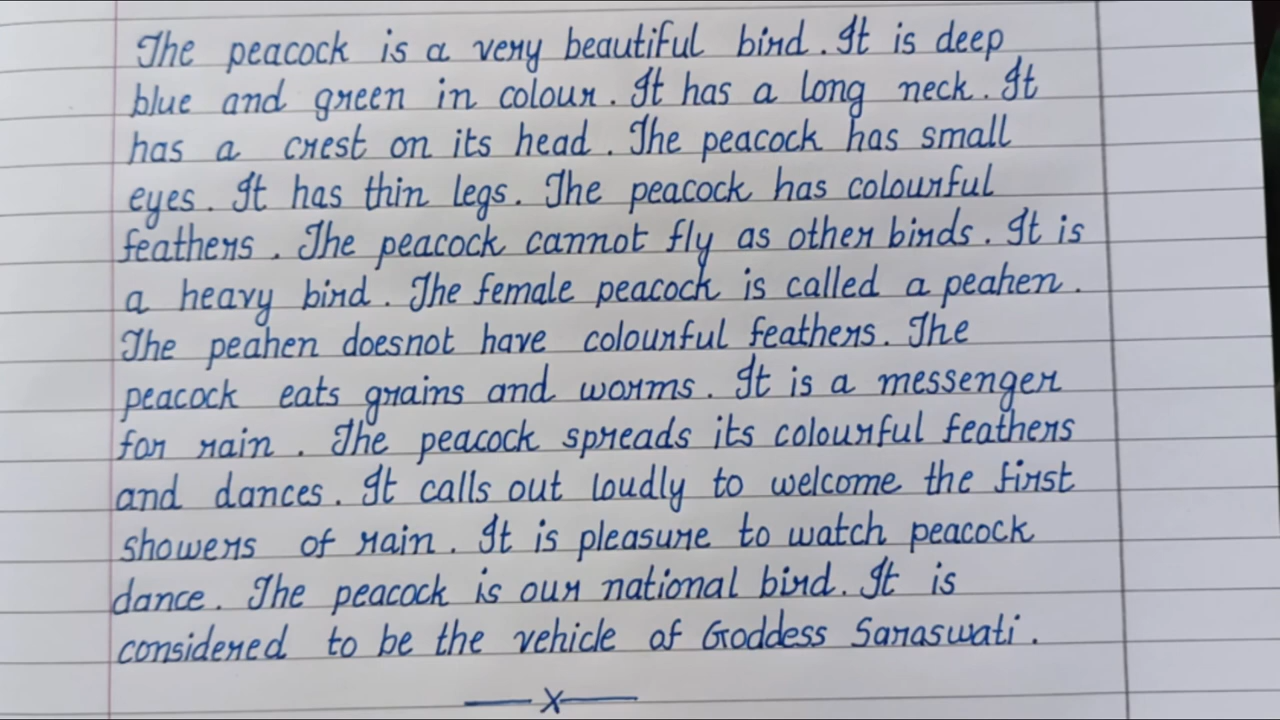 The peacock is a very beautiful bird. It is deep
blue and green in colour. It has a long neck. It
has a crest on its head. The peacock has small
eyes. It has thin legs. The peacock has colourful
feathers. The peacock cannot fly as other birds. It is
a heavy bird. The female peacock is called a peahen.
The peahen doesnot have colourful feathers. The
peacock eats grains and worms. It is a messenger
for rain. The peacock spreads its colourful feathers
and dances. It calls out loudly to welcome the first
showers of rain. It is pleasure to watch peacock
dance. The peacock is our national bird. It is
considered to be the vehicle of Goddess Saraswati.
—x—